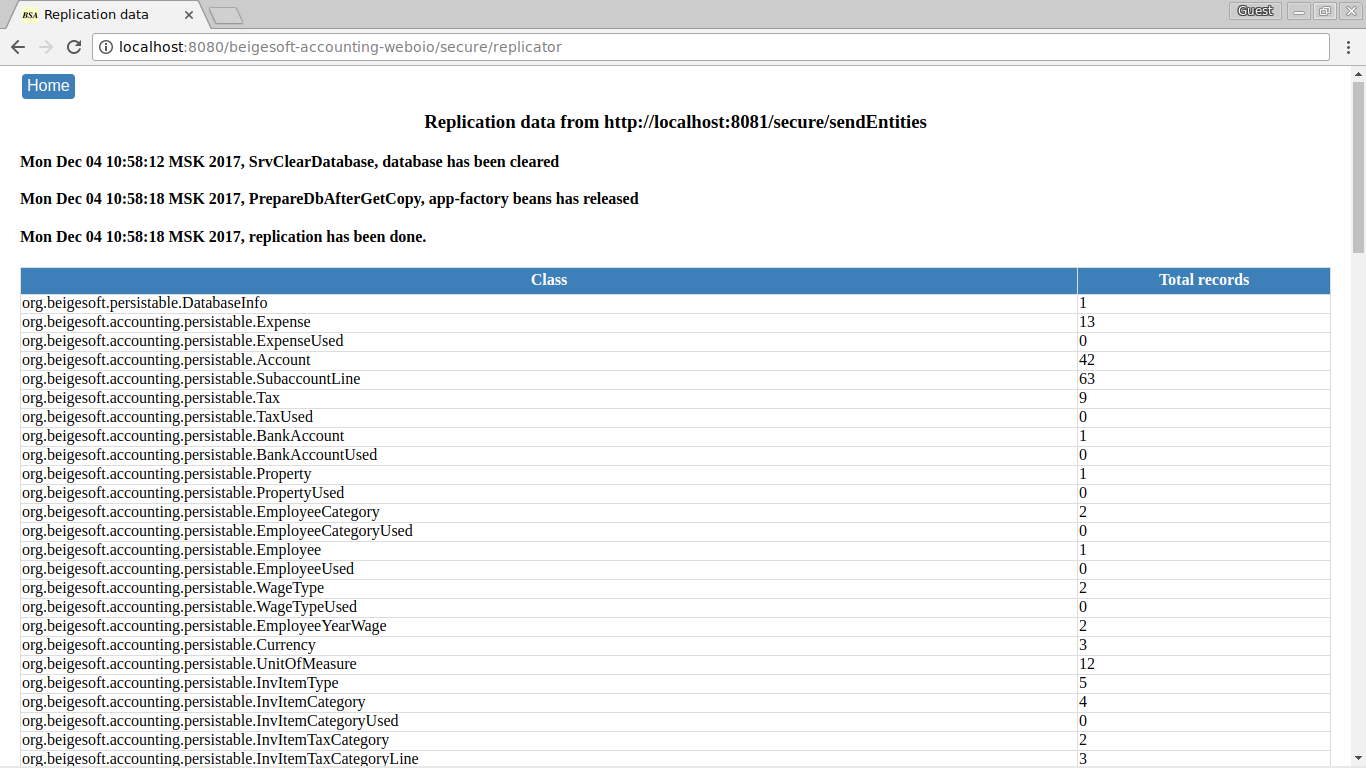 BSA Replication data
Guest
localhost:8080/beigesoft-accounting-weboio/secure/replicator
Home
Replication data from http://localhost:8081/secure/sendEntities
Mon Dec 04 10:58:12 MSK 2017, SrvClearDatabase, database has been cleared
Mon Dec 04 10:58:18 MSK 2017, PrepareDbAfterGetCopy, app-factory beans has released
Mon Dec 04 10:58:18 MSK 2017, replication has been done.
Class Total records
org.beigesoft.persistable.DatabaseInfo 1
org.beigesoft.accounting.persistable.Expense 13
org.beigesoft.accounting.persistable.ExpenseUsed 0
org.beigesoft.accounting.persistable.Account 42
org.beigesoft.accounting.persistable.SubaccountLine 63
org.beigesoft.accounting.persistable.Tax 9
org.beigesoft.accounting.persistable.TaxUsed 0
org.beigesoft.accounting.persistable.BankAccount 1
org.beigesoft.accounting.persistable.BankAccountUsed 0
org.beigesoft.accounting.persistable.Property 1
org.beigesoft.accounting.persistable.PropertyUsed 0
org.beigesoft.accounting.persistable.EmployeeCategory 2
org.beigesoft.accounting.persistable.EmployeeCategoryUsed 0
org.beigesoft.accounting.persistable.Employee 1
org.beigesoft.accounting.persistable.EmployeeUsed 0
org.beigesoft.accounting.persistable.WageType 2
org.beigesoft.accounting.persistable.WageTypeUsed 0
org.beigesoft.accounting.persistable.EmployeeYearWage 2
org.beigesoft.accounting.persistable.Currency 3
org.beigesoft.accounting.persistable.UnitOfMeasure 12
org.beigesoft.accounting.persistable.InvItemType 5
org.beigesoft.accounting.persistable.InvItemCategory 4
org.beigesoft.accounting.persistable.InvItemCategoryUsed 0
org.beigesoft.accounting.persistable.InvItemTaxCategory 2
org.beigesoft.accounting.persistable.InvItemTaxCategoryLine 3